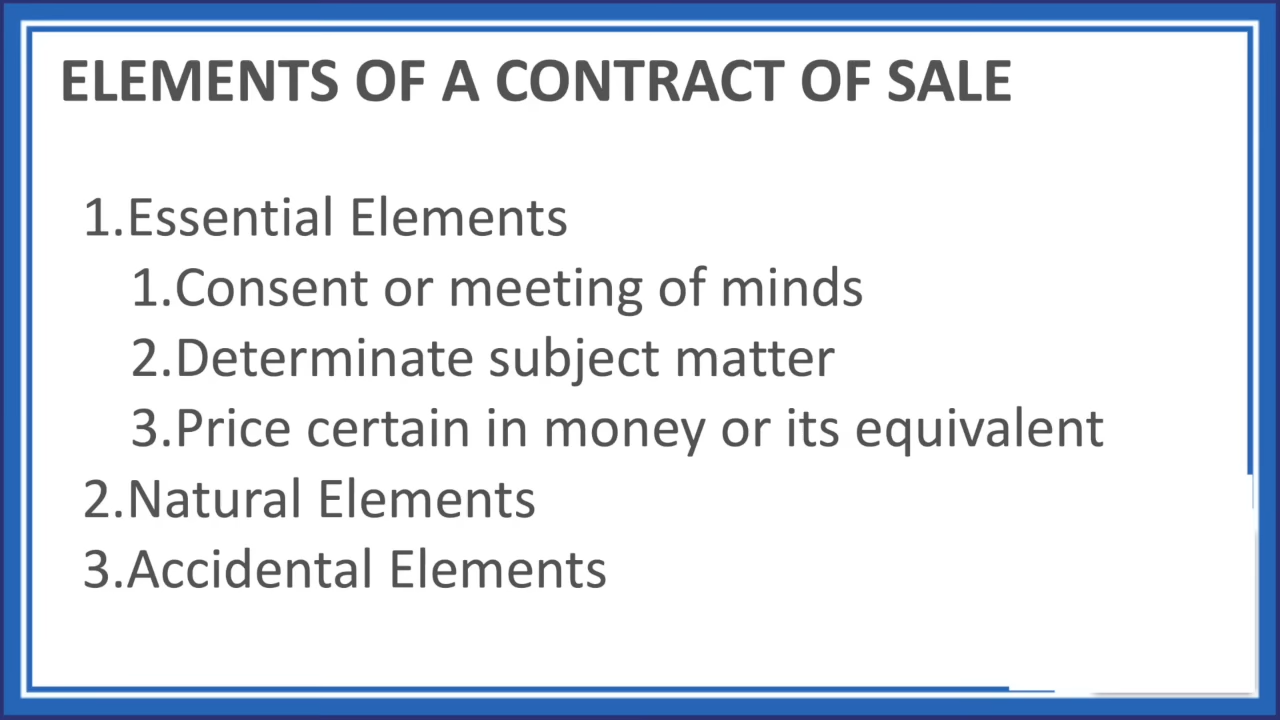 ELEMENTS OF A CONTRACT OF SALE
1.Essential Elements
1.Consent or meeting of minds
2.Determinate subject matter
3.Price certain in money or its equivalent
2.Natural Elements
3.Accidental Elements